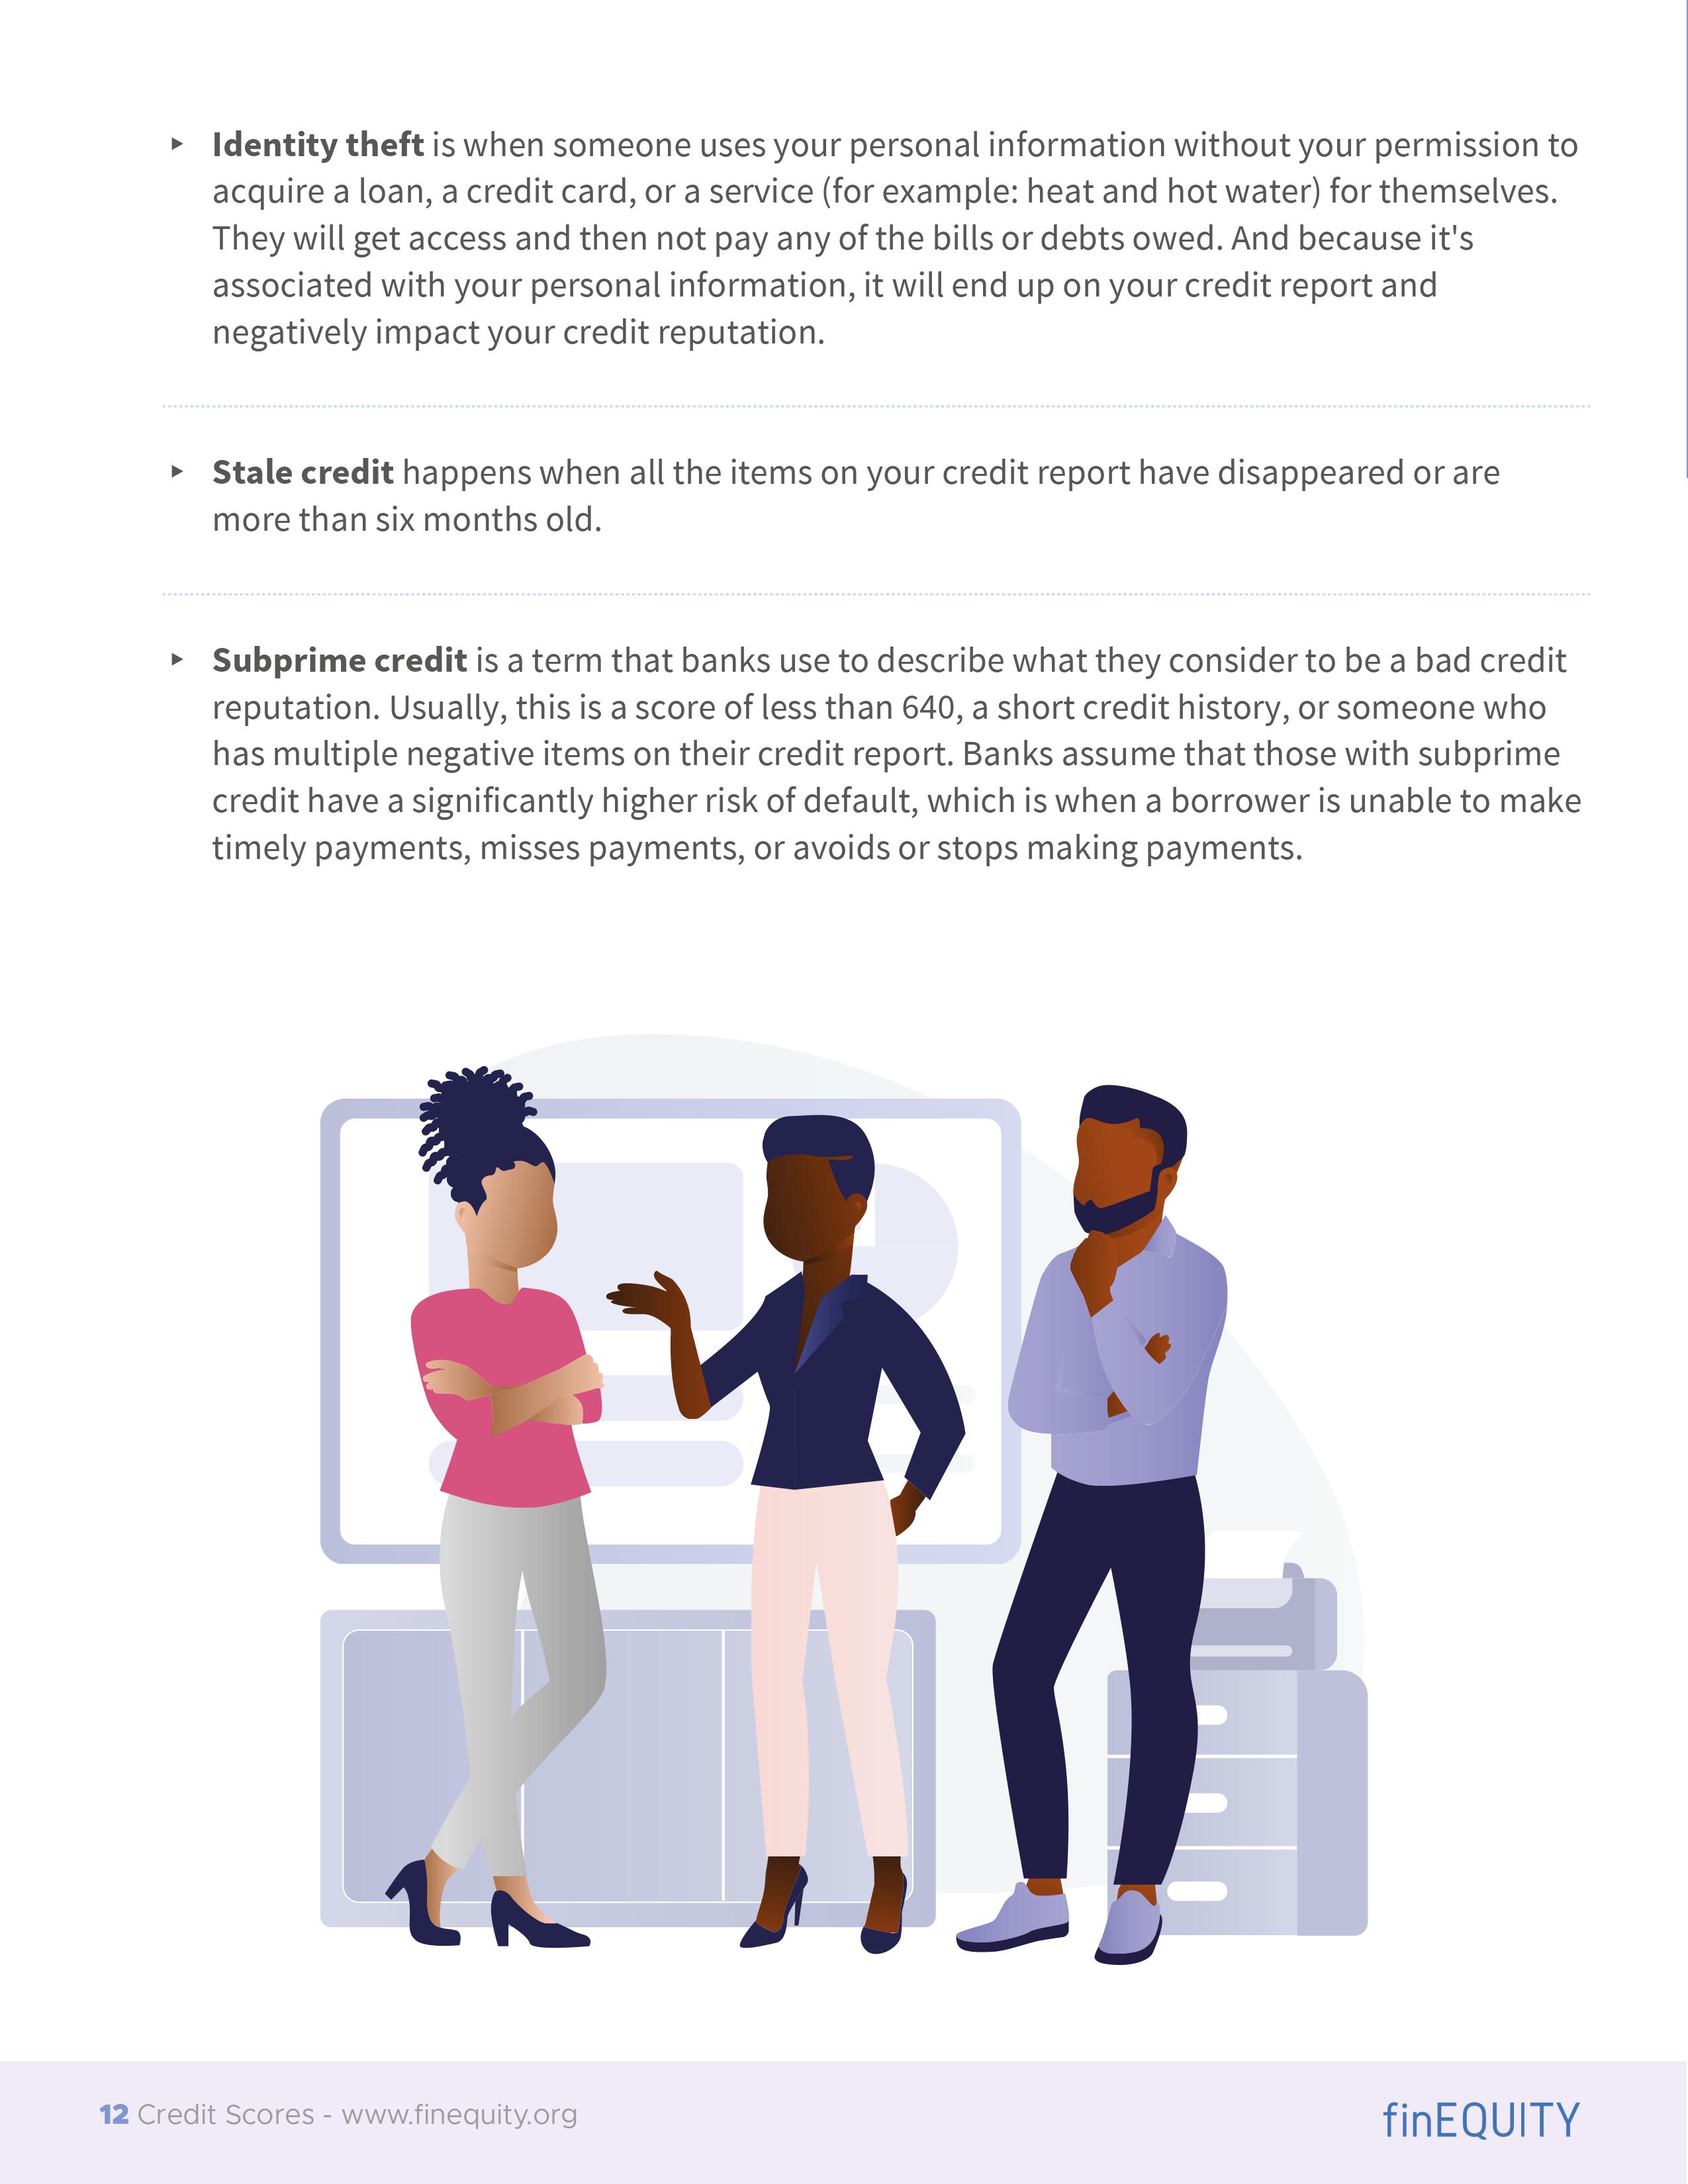 ▸ Identity theft is when someone uses your personal information without your permission to
acquire a loan, a credit card, or a service (for example: heat and hot water) for themselves.
They will get access and then not pay any of the bills or debts owed. And because it's
associated with your personal information, it will end up on your credit report and
negatively impact your credit reputation.
▸ Stale credit happens when all the items on your credit report have disappeared or are
more than six months old.
▸ Subprime credit is a term that banks use to describe what they consider to be a bad credit
reputation. Usually, this is a score of less than 640, a short credit history, or someone who
has multiple negative items on their credit report. Banks assume that those with subprime
credit have a significantly higher risk of default, which is when a borrower is unable to make
timely payments, misses payments, or avoids or stops making payments.
12 Credit Scores - www.finequity.org
finEQUITY